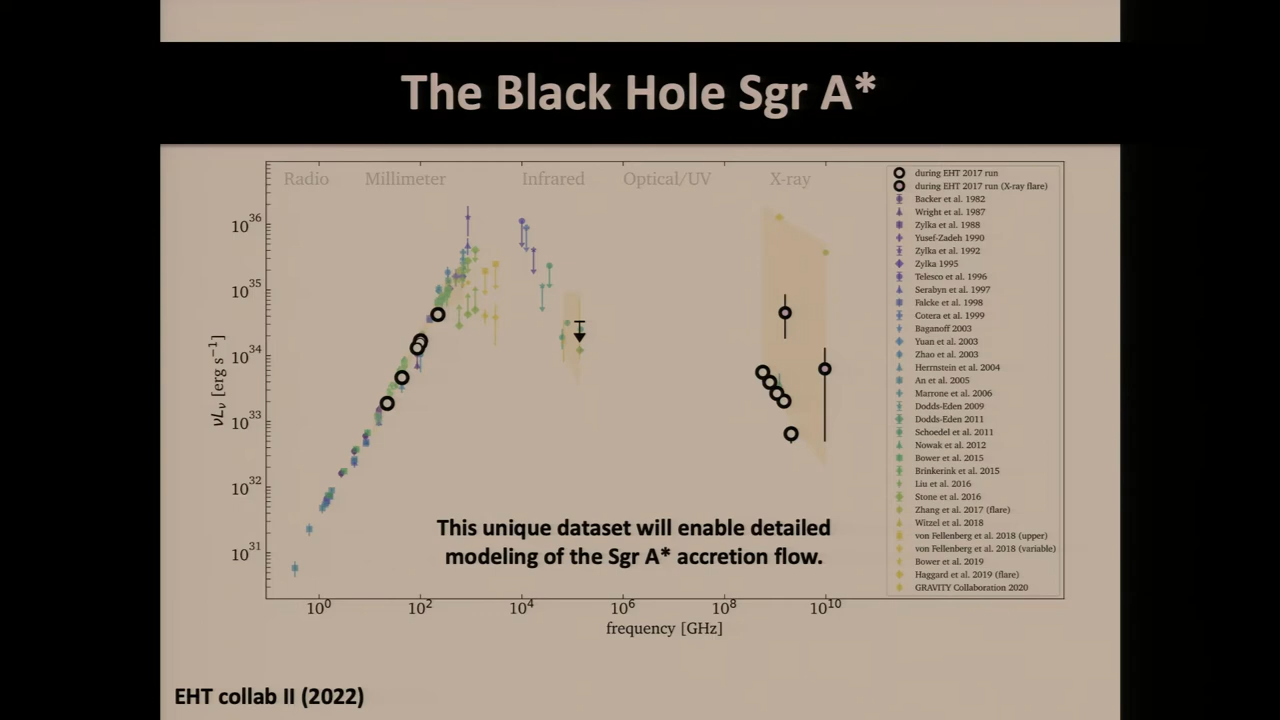 The Black Hole Sgr A*
Radio Millimeter Infrared Optical/UV X-ray
10^36
10^35
10^34
10^33
10^32
10^31
νL_ν [erg s^−1]
10^0 10^2 10^4 10^6 10^8 10^10
frequency [GHz]
during EHT 2017 run
during EHT 2017 run (X-ray flare)
Backer et al. 1982
Wright et al. 1987
Zylka et al. 1988
Yusef-Zadeh 1990
Zylka et al. 1992
Zylka 1995
Telesco et al. 1996
Serabyn et al. 1997
Falcke et al. 1998
Cotera et al. 1999
Baganoff 2003
Yuan et al. 2003
Zhao et al. 2003
Herrnstein et al. 2004
An et al. 2005
Marrone et al. 2006
Dodds-Eden 2009
Dodds-Eden 2011
Schoedel et al. 2011
Nowak et al. 2012
Bower et al. 2015
Brinkerink et al. 2015
Liu et al. 2016
Stone et al. 2016
Zhang et al. 2017 (flare)
Witzel et al. 2018
von Fellenberg et al. 2018 (upper)
von Fellenberg et al. 2018 (variable)
Bower et al. 2019
Haggard et al. 2019 (flare)
GRAVITY Collaboration 2020
This unique dataset will enable detailed
modeling of the Sgr A* accretion flow.
EHT collab II (2022)